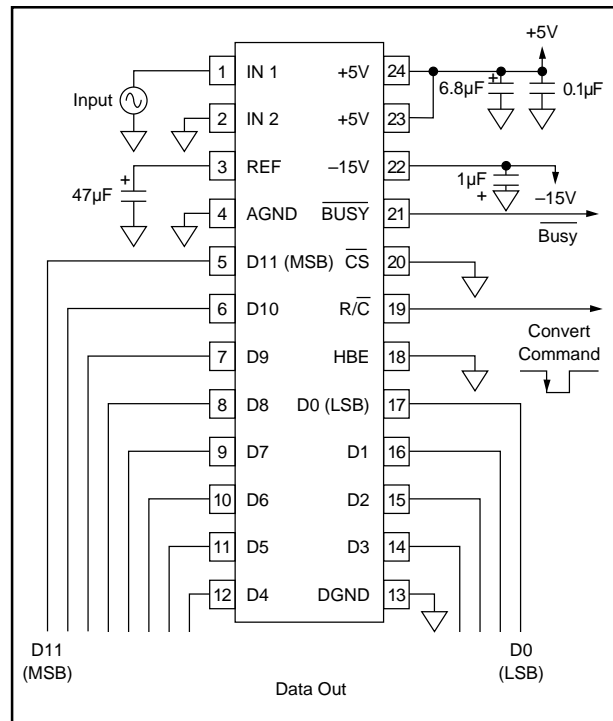 +5V
1 IN 1 +5V 24
6.8µF + 0.1µF
Input
2 IN 2 +5V 23
3 REF –15V 22
+
47µF
1µF
+
–15V
4 AGND BUSY 21
Busy
5 D11 (MSB) CS 20
6 D10 R/C 19
Convert
Command
7 D9 HBE 18
8 D8 D0 (LSB) 17
9 D7 D1 16
10 D6 D2 15
11 D5 D3 14
12 D4 DGND 13
D11
(MSB)
D0
(LSB)
Data Out